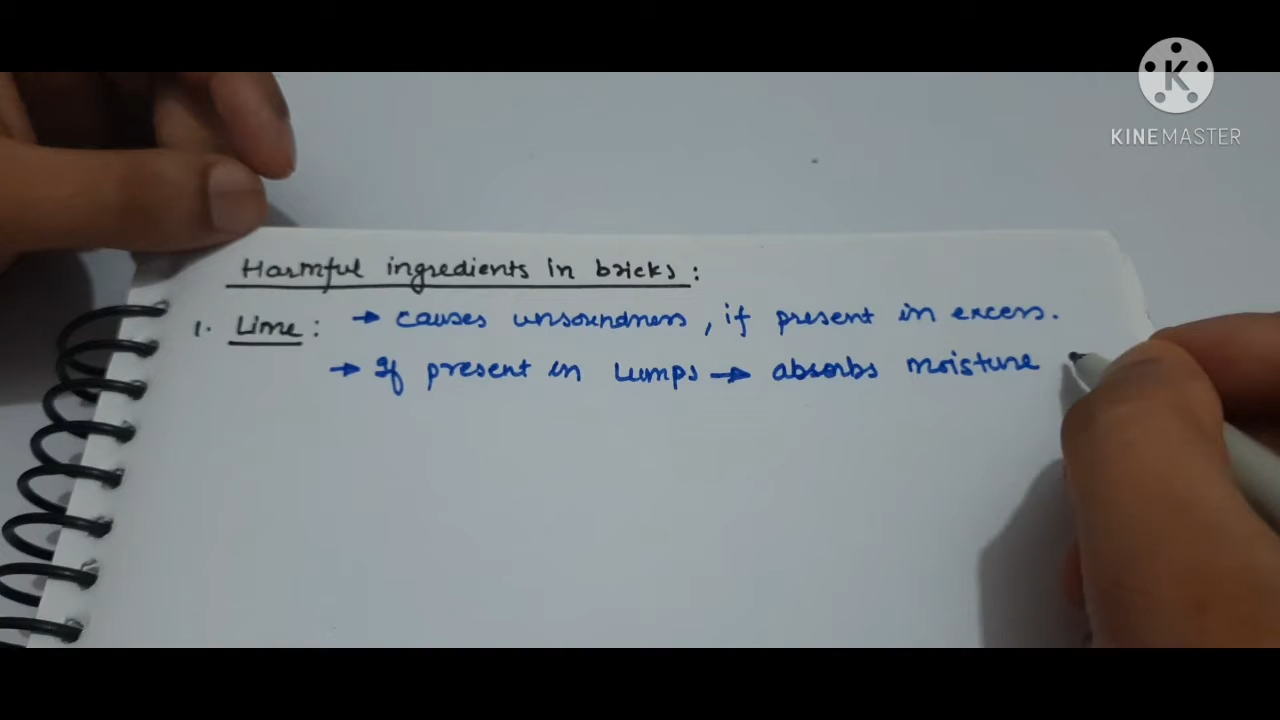 K
KINEMASTER
Harmful ingredients in bricks :
1. Lime : → causes unsoundness, if present in excess.
→ If present in Lumps → absorbs moisture